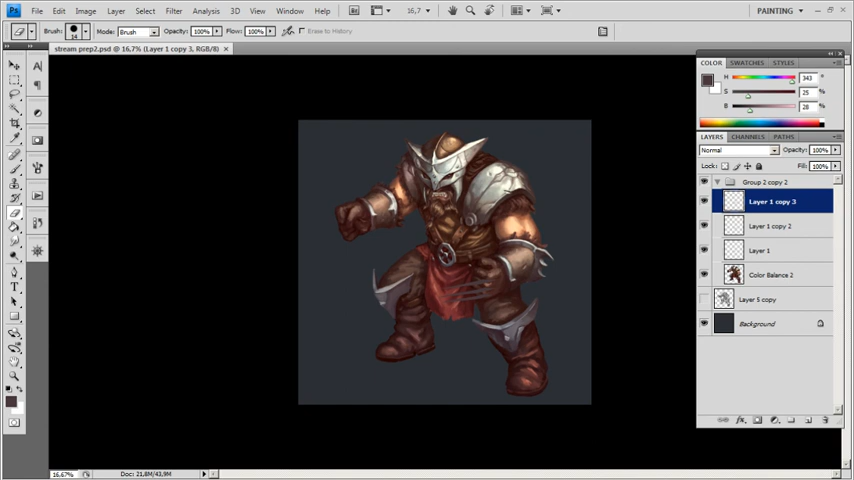 Ps File Edit Image Layer Select Filter Analysis 3D View Window Help 16,7 PAINTING
Brush: 14 Mode: Brush Opacity: 100% Flow: 100% Erase to History
stream prep2.psd @ 16,7% (Layer 1 copy 3, RGB/8) x
COLOR SWATCHES STYLES
H 343 °
S 25 %
B 28 %
LAYERS CHANNELS PATHS
Normal Opacity: 100%
Lock: Fill: 100%
Group 2 copy 2
Layer 1 copy 3
Layer 1 copy 2
Layer 1
Color Balance 2
Layer 5 copy
Background
16,67% Doc: 21,8M/43,9M